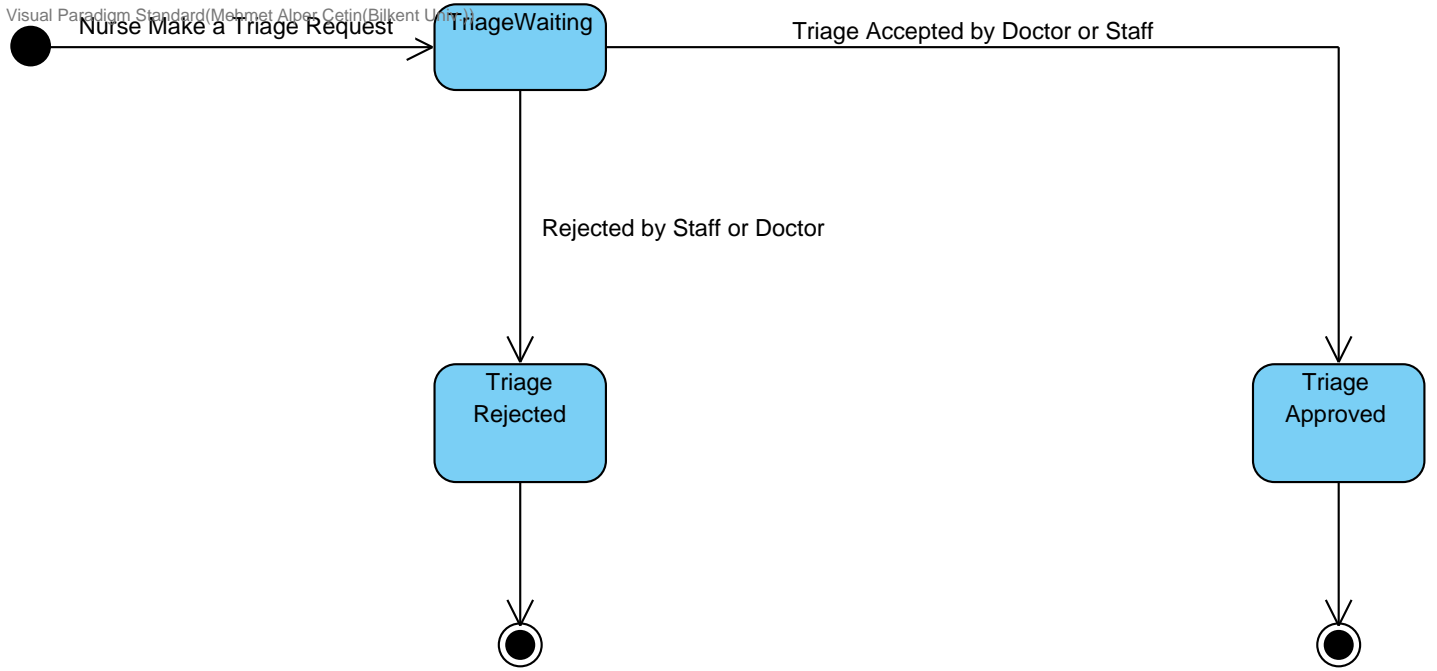 Visual Paradigm Standard(Mehmet Alper Cetin(Bilkent Univ.))
Nurse Make a Triage Request
TriageWaiting
Triage Accepted by Doctor or Staff
Rejected by Staff or Doctor
Triage
Rejected
Triage
Approved